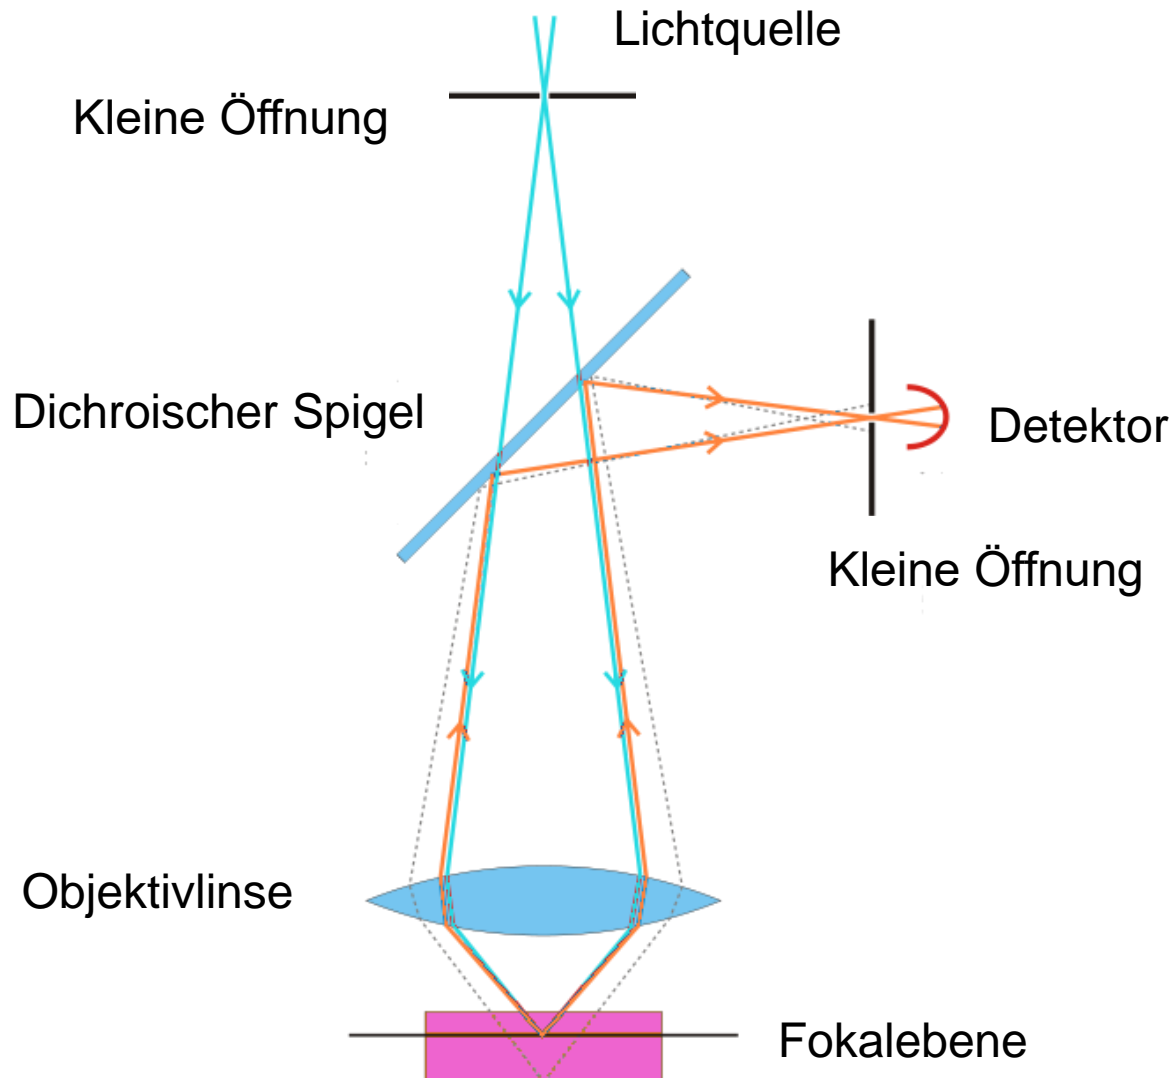 Lichtquelle
Kleine Öffnung
Dichroischer Spigel
Detektor
Kleine Öffnung
Objektivlinse
Fokalebene